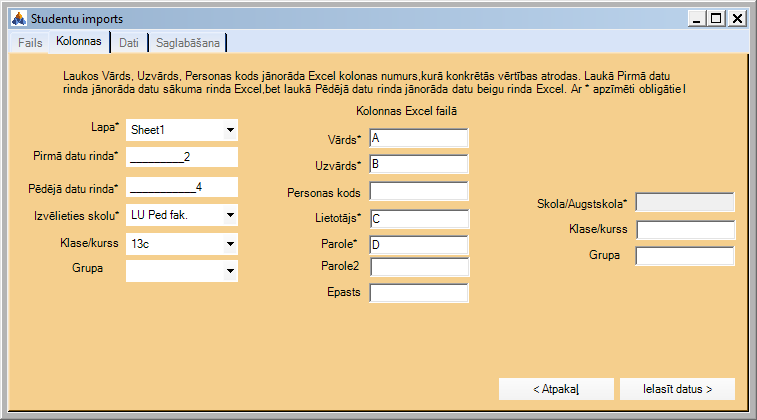 Studentu imports
Fails Kolonnas Dati Saglabāšana
Laukos Vārds, Uzvārds, Personas kods jānorāda Excel kolonas numurs,kurā konkrētās vērtības atrodas. Laukā Pirmā datu
rinda jānorāda datu sākuma rinda Excel,bet laukā Pēdējā datu rinda jānorāda datu beigu rinda Excel. Ar * apzīmēti obligātie l
Kolonnas Excel failā
Lapa* Sheet1
Pirmā datu rinda* __________2
Pēdējā datu rinda* ____________4
Izvēlieties skolu* LU Ped fak.
Klase/kurss 13c
Grupa
Vārds* A
Uzvārds* B
Personas kods
Lietotājs* C
Parole* D
Parole2
Epasts
Skola/Augstskola*
Klase/kurss
Grupa
< Atpakaļ Ielasīt datus >